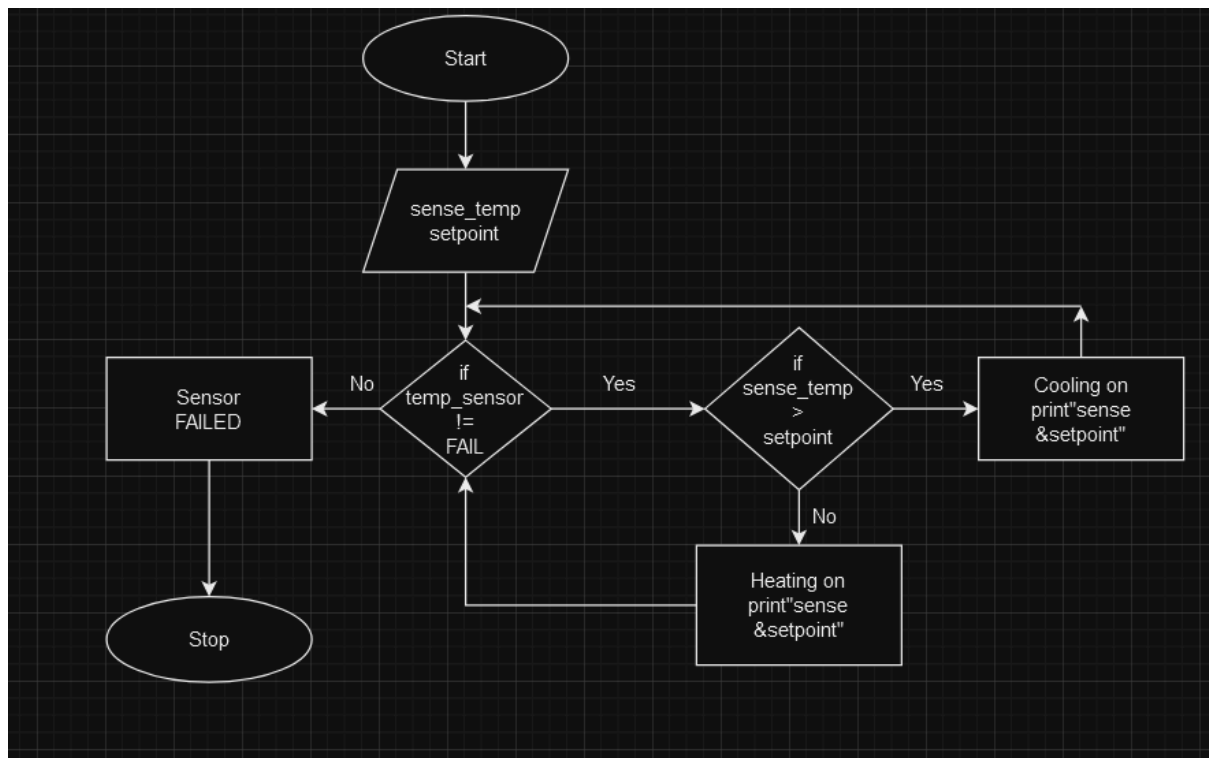 Start
sense_temp
setpoint
if
temp_sensor
!=
FAIL
No
Sensor
FAILED
Stop
Yes
if
sense_temp
>
setpoint
Yes
Cooling on
print"sense
&setpoint"
No
Heating on
print"sense
&setpoint"